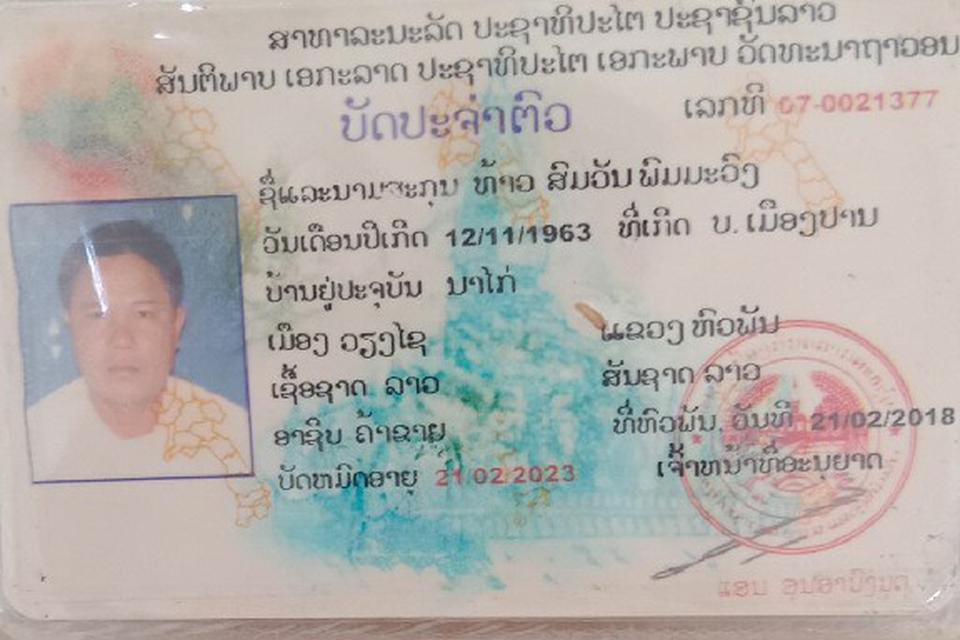 ສາທາລະນະລັດ ປະຊາທິປະໄຕ ປະຊາຊົນລາວ
ສັນຕິພາບ ເອກະລາດ ປະຊາທິປະໄຕ ເອກະພາບ ວັດທະນາຖາວອນ
ບັດປະຈຳຕົວ
ເລກທີ 07-0021377
ຊື່ແລະນາມສະກຸນ ທ້າວ ສົມວັນ ພິມມະວົງ
ວັນເດືອນປີເກີດ 12/11/1963 ທີ່ເກີດ ບ. ເມືອງປານ
ບ້ານຢູ່ປະຈຸບັນ ນາໄກ່
ເມືອງ ວຽງໄຊ ແຂວງ ຫົວພັນ
ເຊື້ອຊາດ ລາວ ສັນຊາດ ລາວ
ອາຊີບ ຄ້າຂາຍ ທີ່ຫົວພັນ, ວັນທີ 21/02/2018
ບັດຫມົດອາຍຸ 21.02/2023 ເຈົ້າຫນ້າທີ່ອະນຸຍາດ